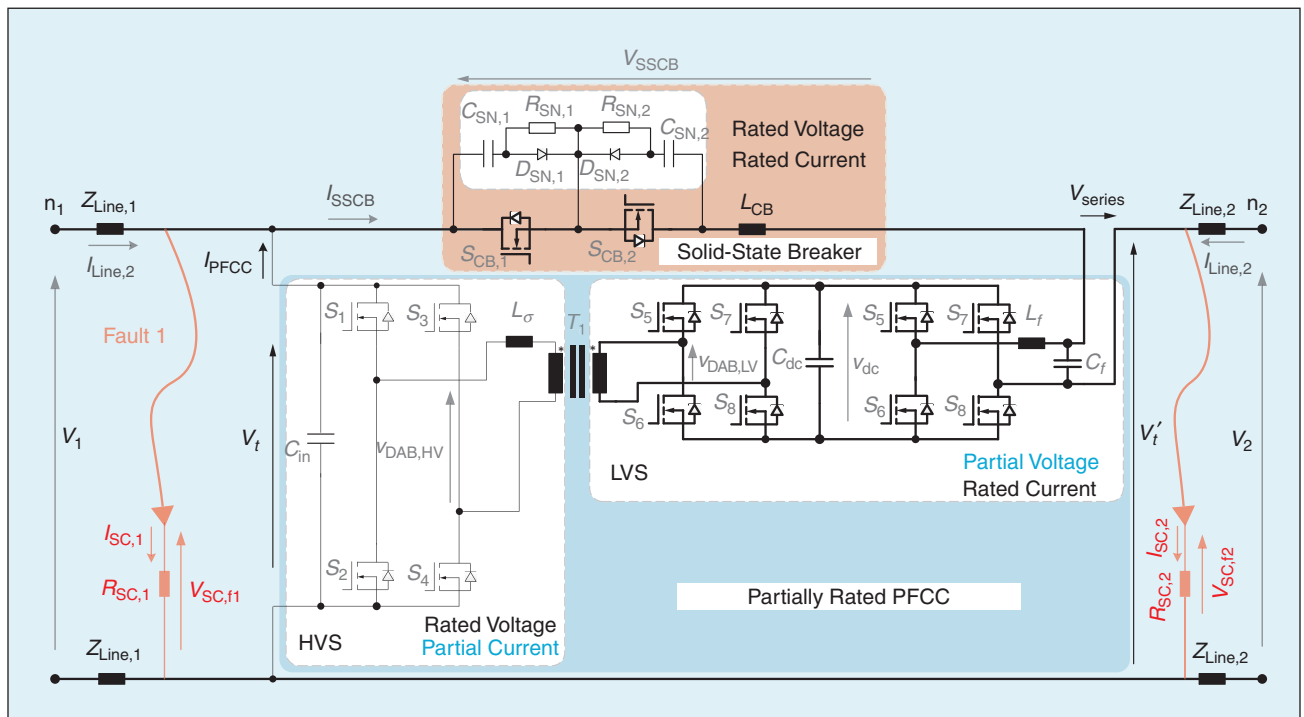 V_SSCB
R_SN,1
R_SN,2
C_SN,1
C_SN,2
D_SN,1
D_SN,2
Rated Voltage
Rated Current
I_SSCB
S_CB,1
S_CB,2
L_CB
Solid-State Breaker
V_series
n_1
Z_Line,1
I_Line,2
Z_Line,2
n_2
I_Line,2
I_PFCC
Fault 1
V_1
V_t
C_in
S_1
S_3
S_2
S_4
L_σ
T_1
*
*
v_DAB,HV
HVS
Rated Voltage
Partial Current
S_5
S_7
S_6
S_8
v_DAB,LV
C_dc
v_dc
S_5
S_7
S_6
S_8
L_f
C_f
LVS
Partial Voltage
Rated Current
V_t′
V_2
I_SC,1
R_SC,1
V_SC,f1
I_SC,2
R_SC,2
V_SC,f2
Partially Rated PFCC
Z_Line,1
Z_Line,2